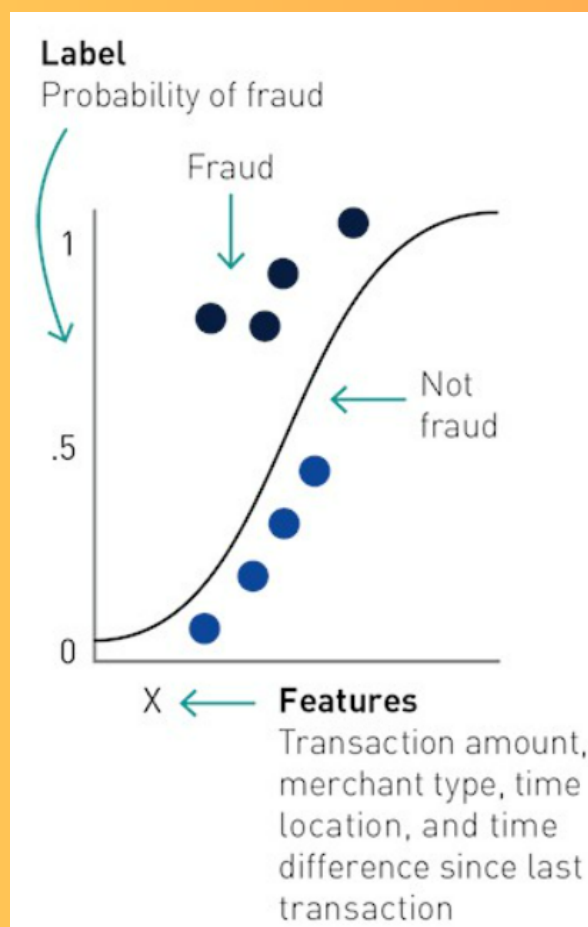 Label
Probability of fraud
Fraud
1
Not
fraud
.5
0
X
Features
Transaction amount,
merchant type, time
location, and time
difference since last
transaction